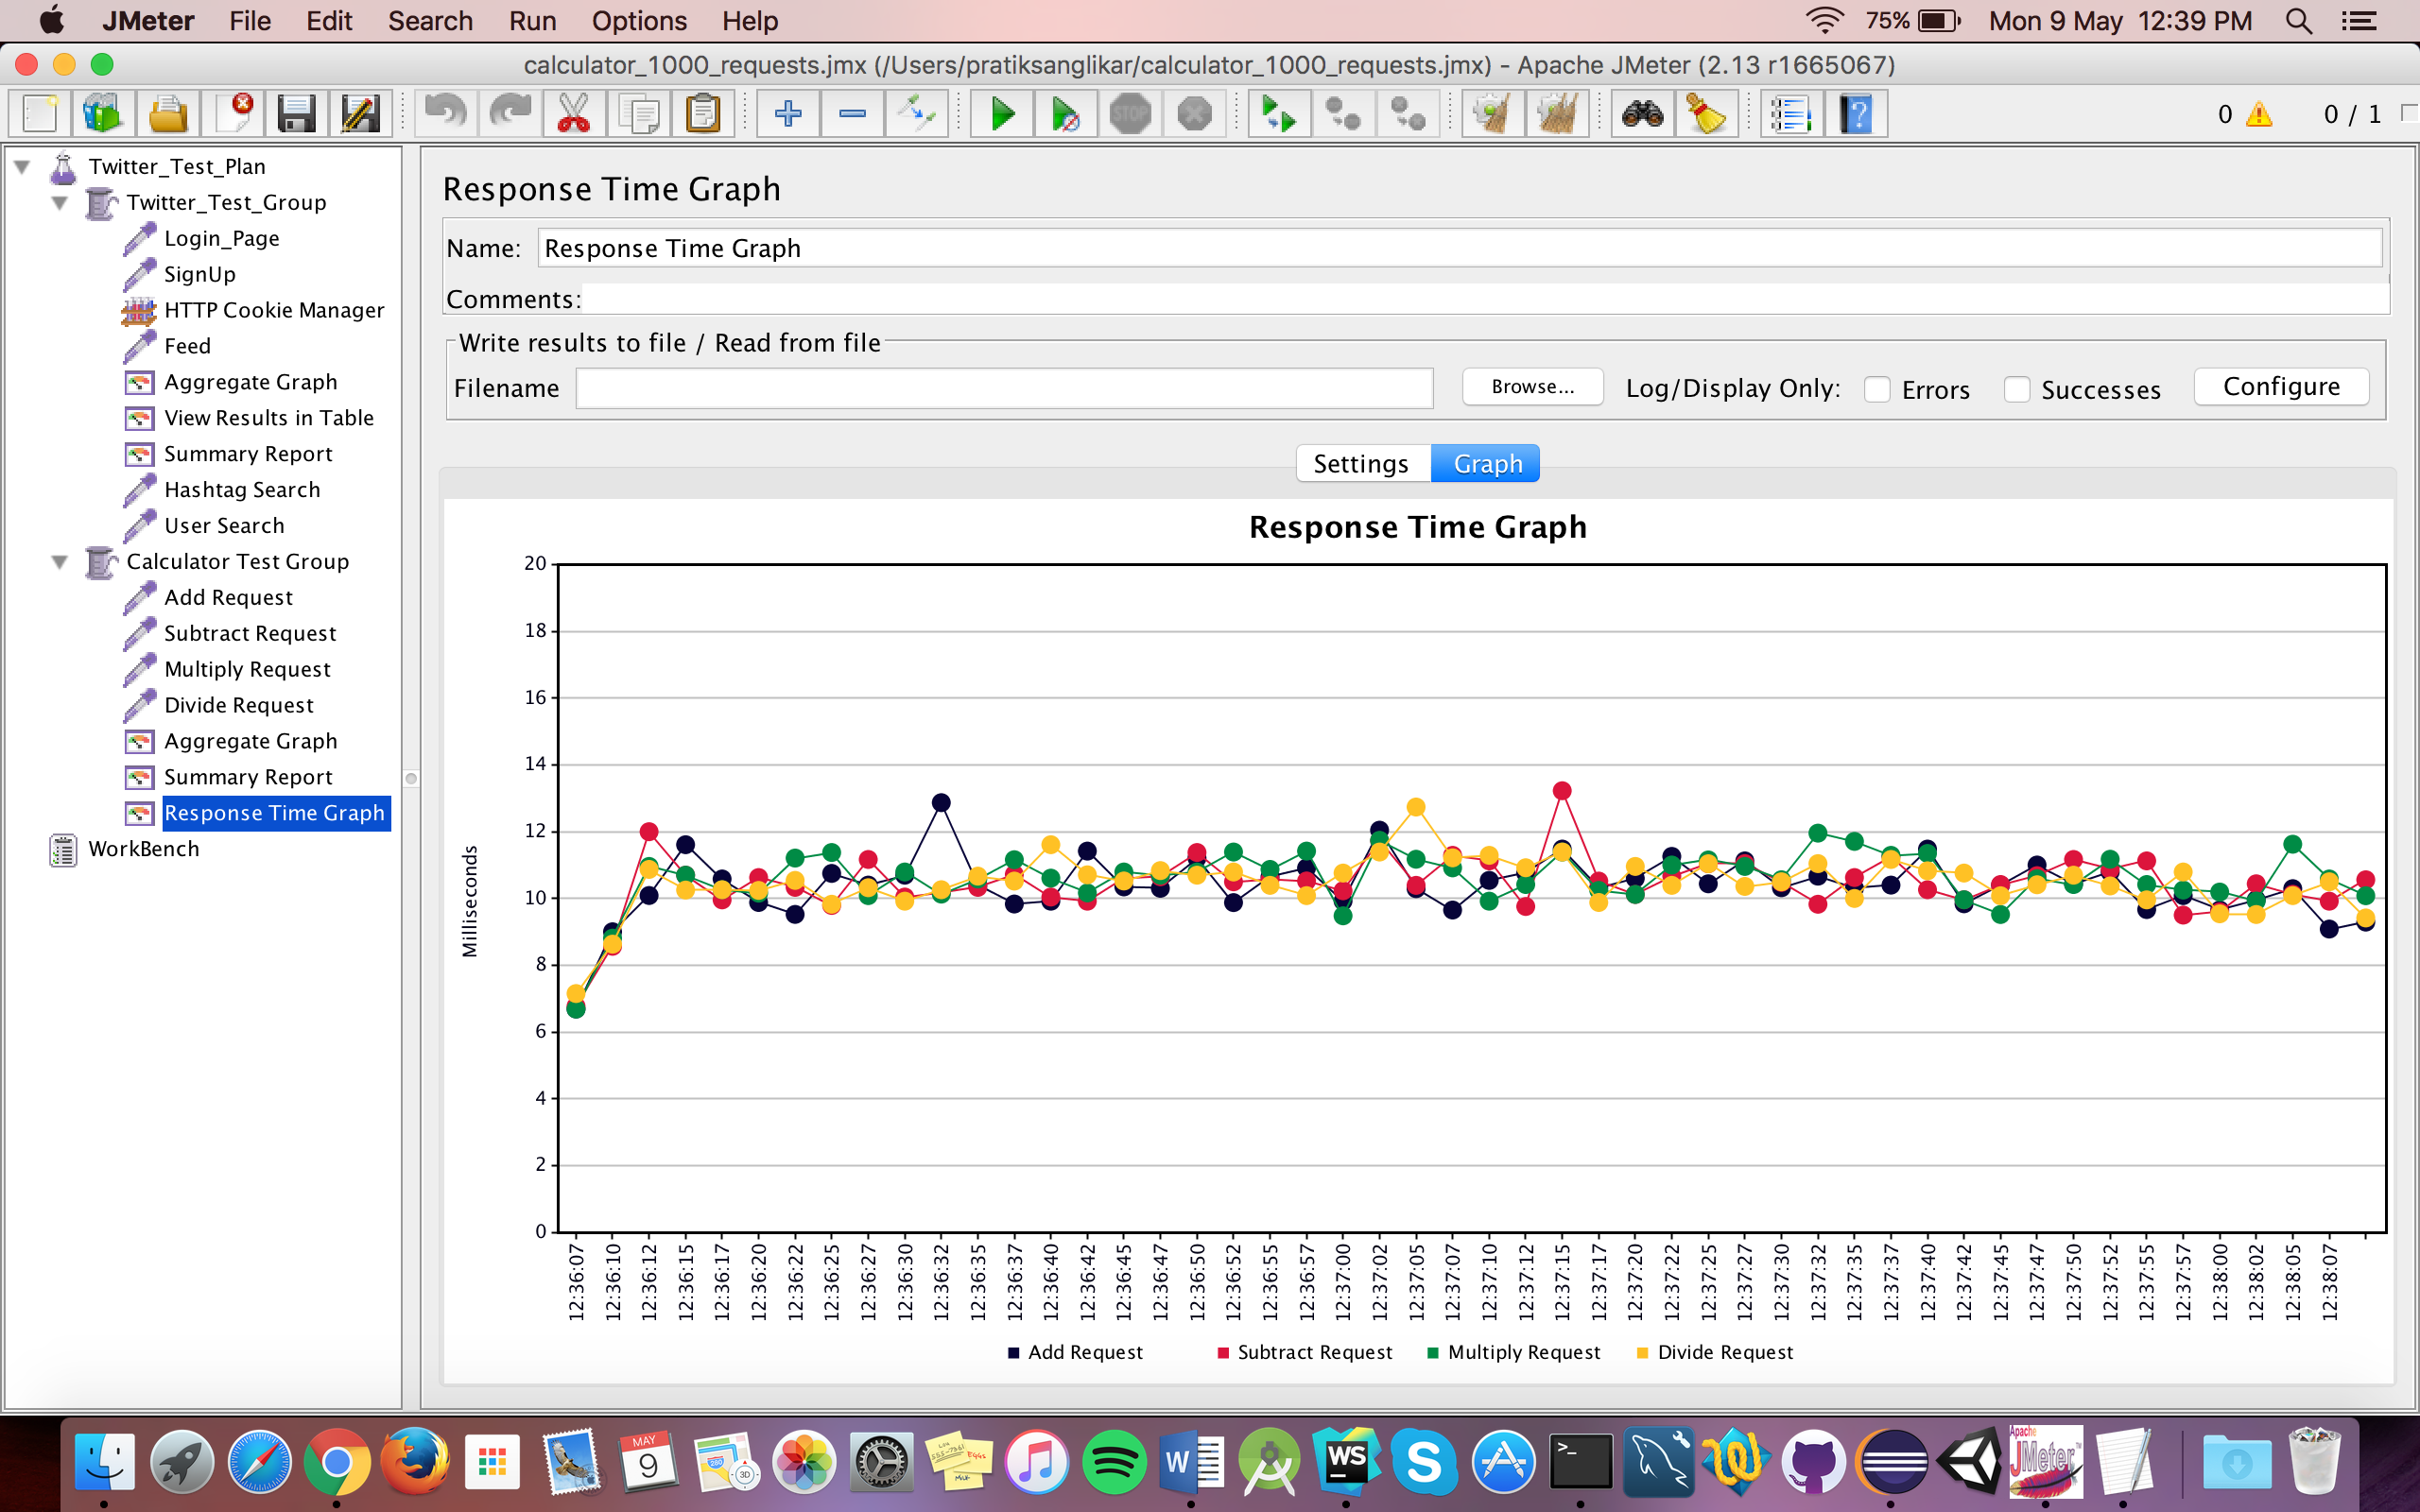 JMeter File Edit Search Run Options Help 75% Mon 9 May 12:39 PM
calculator_1000_requests.jmx (/Users/pratiksanglikar/calculator_1000_requests.jmx) - Apache JMeter (2.13 r1665067)
STOP 0 0 / 1
Twitter_Test_Plan
Twitter_Test_Group
Login_Page
SignUp
HTTP Cookie Manager
Feed
Aggregate Graph
View Results in Table
Summary Report
Hashtag Search
User Search
Calculator Test Group
Add Request
Subtract Request
Multiply Request
Divide Request
Aggregate Graph
Summary Report
Response Time Graph
WorkBench
Response Time Graph
Name: Response Time Graph
Comments:
Write results to file / Read from file
Filename Browse... Log/Display Only: Errors Successes Configure
Settings Graph
Response Time Graph
Milliseconds
20
18
16
14
12
10
8
6
4
2
0
12:36:07 12:36:10 12:36:12 12:36:15 12:36:17 12:36:20 12:36:22 12:36:25 12:36:27 12:36:30 12:36:32 12:36:35 12:36:37 12:36:40 12:36:42 12:36:45 12:36:47 12:36:50 12:36:52 12:36:55 12:36:57 12:37:00 12:37:02 12:37:05 12:37:07 12:37:10 12:37:12 12:37:15 12:37:17 12:37:20 12:37:22 12:37:25 12:37:27 12:37:30 12:37:32 12:37:35 12:37:37 12:37:40 12:37:42 12:37:45 12:37:47 12:37:50 12:37:52 12:37:55 12:37:57 12:38:00 12:38:02 12:38:05 12:38:07
Add Request Subtract Request Multiply Request Divide Request
MAY
9
280
3D
W
WS
S
>_
Apache
JMeter